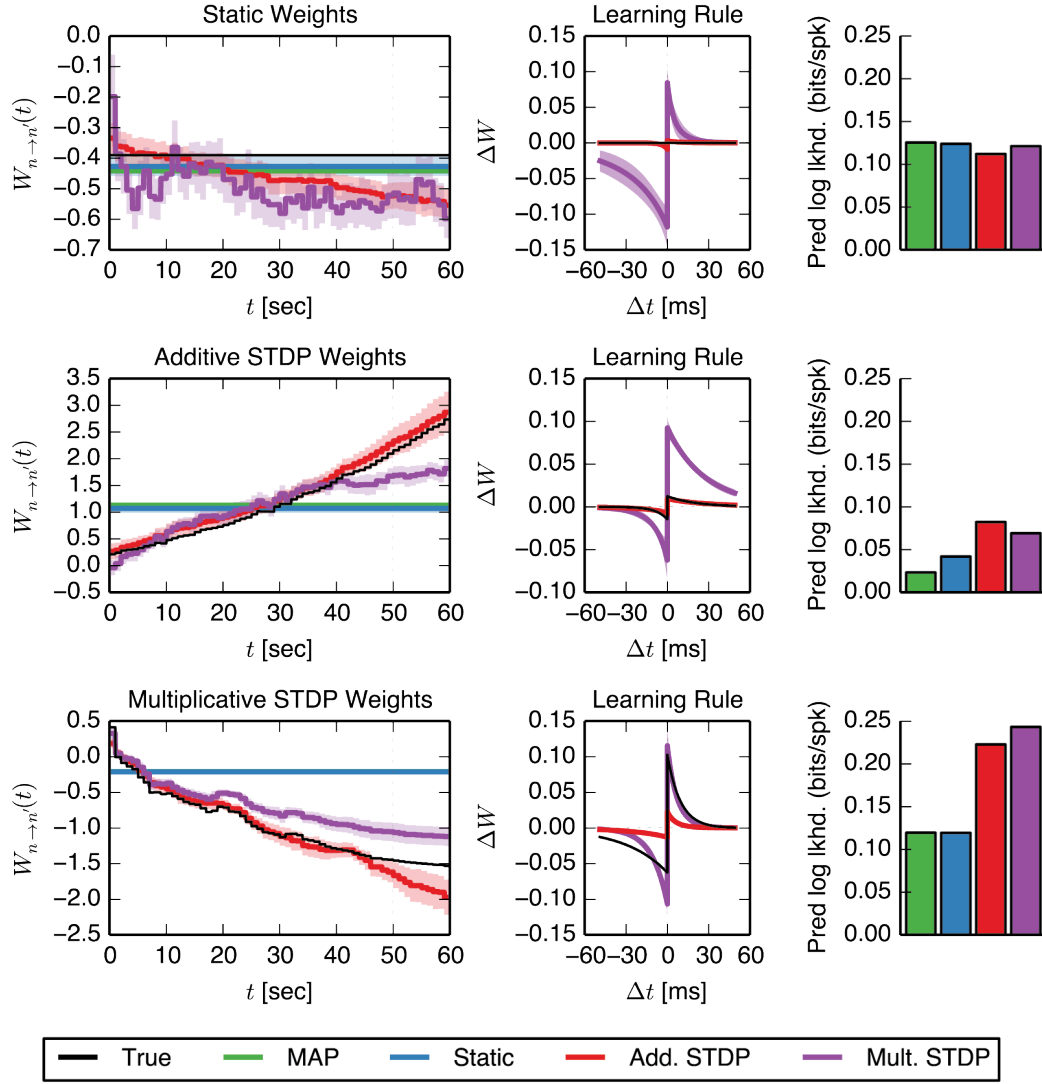 Static Weights
Learning Rule
0.0
−0.1
−0.2
−0.3
−0.4
−0.5
−0.6
−0.7
0 10 20 30 40 50 60
W n→n′(t)
t [sec]
0.15
0.10
0.05
0.00
−0.05
−0.10
−0.15
−60 −30 0 30 60
ΔW
Δt [ms]
0.25
0.20
0.15
0.10
0.05
0.00
Pred log lkhd. (bits/spk)
Additive STDP Weights
Learning Rule
3.5
3.0
2.5
2.0
1.5
1.0
0.5
0.0
−0.5
0 10 20 30 40 50 60
W n→n′(t)
t [sec]
0.15
0.10
0.05
0.00
−0.05
−0.10
−60 −30 0 30 60
ΔW
Δt [ms]
0.25
0.20
0.15
0.10
0.05
0.00
Pred log lkhd. (bits/spk)
Multiplicative STDP Weights
Learning Rule
0.5
0.0
−0.5
−1.0
−1.5
−2.0
−2.5
0 10 20 30 40 50 60
W n→n′(t)
t [sec]
0.15
0.10
0.05
0.00
−0.05
−0.10
−0.15
−60 −30 0 30 60
ΔW
Δt [ms]
0.25
0.20
0.15
0.10
0.05
0.00
Pred log lkhd. (bits/spk)
True MAP Static Add. STDP Mult. STDP